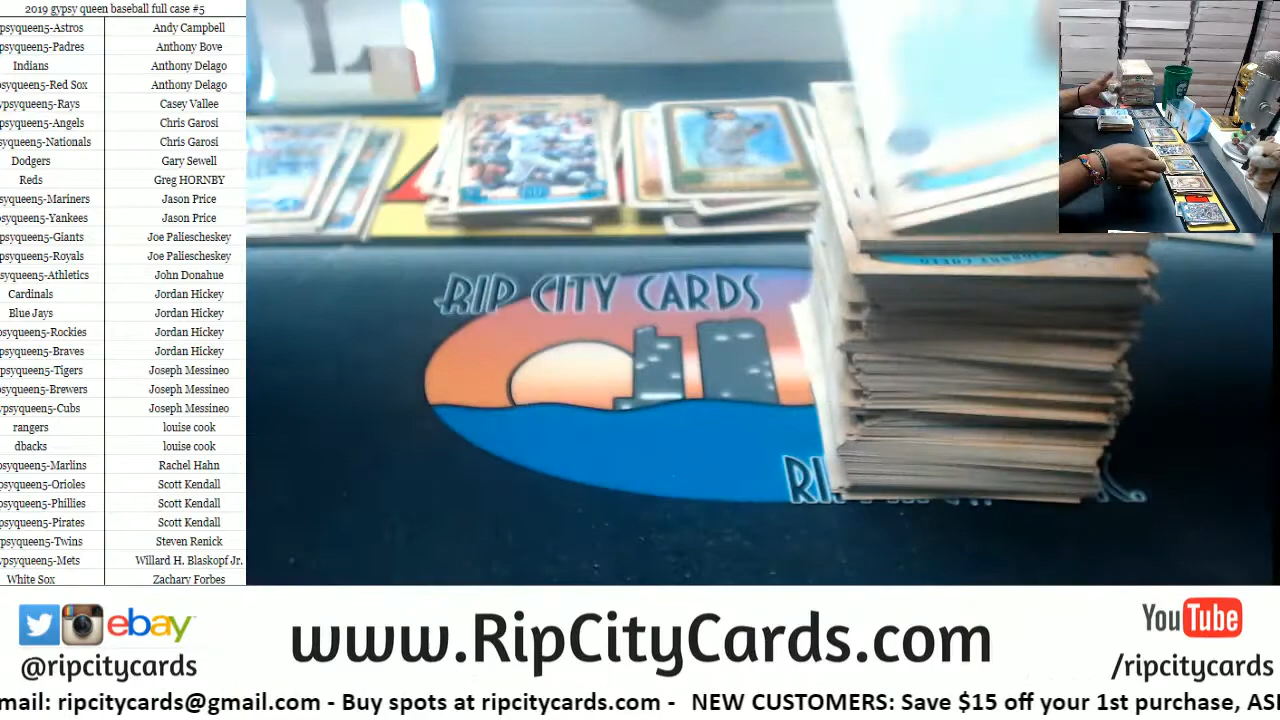 2019 gypsy queen baseball full case #5
psyqueen5-Astros Andy Campbell
psyqueen5-Padres Anthony Bove
Indians Anthony Delago
psyqueen5-Red Sox Anthony Delago
ypsyqueen5-Rays Casey Vallee
psyqueen5-Angels Chris Garosi
psyqueen5-Nationals Chris Garosi
Dodgers Gary Sewell
Reds Greg HORNBY
psyqueen5-Mariners Jason Price
psyqueen5-Yankees Jason Price
psyqueen5-Giants Joe Paliescheskey
psyqueen5-Royals Joe Paliescheskey
psyqueen5-Athletics John Donahue
Cardinals Jordan Hickey
Blue Jays Jordan Hickey
psyqueen5-Rockies Jordan Hickey
psyqueen5-Braves Jordan Hickey
psyqueen5-Tigers Joseph Messineo
psyqueen5-Brewers Joseph Messineo
ypsyqueen5-Cubs Joseph Messineo
rangers louise cook
dbacks louise cook
psyqueen5-Marlins Rachel Hahn
psyqueen5-Orioles Scott Kendall
psyqueen5-Phillies Scott Kendall
psyqueen5-Pirates Scott Kendall
psyqueen5-Twins Steven Renick
ypsyqueen5-Mets Willard H. Blaskopf Jr.
White Sox Zachary Forbes
RIP CITY CARDS
ebay
@ripcitycards
www.RipCityCards.com
YouTube
/ripcitycards
mail: ripcitycards@gmail.com - Buy spots at ripcitycards.com - NEW CUSTOMERS: Save $15 off your 1st purchase, ASK